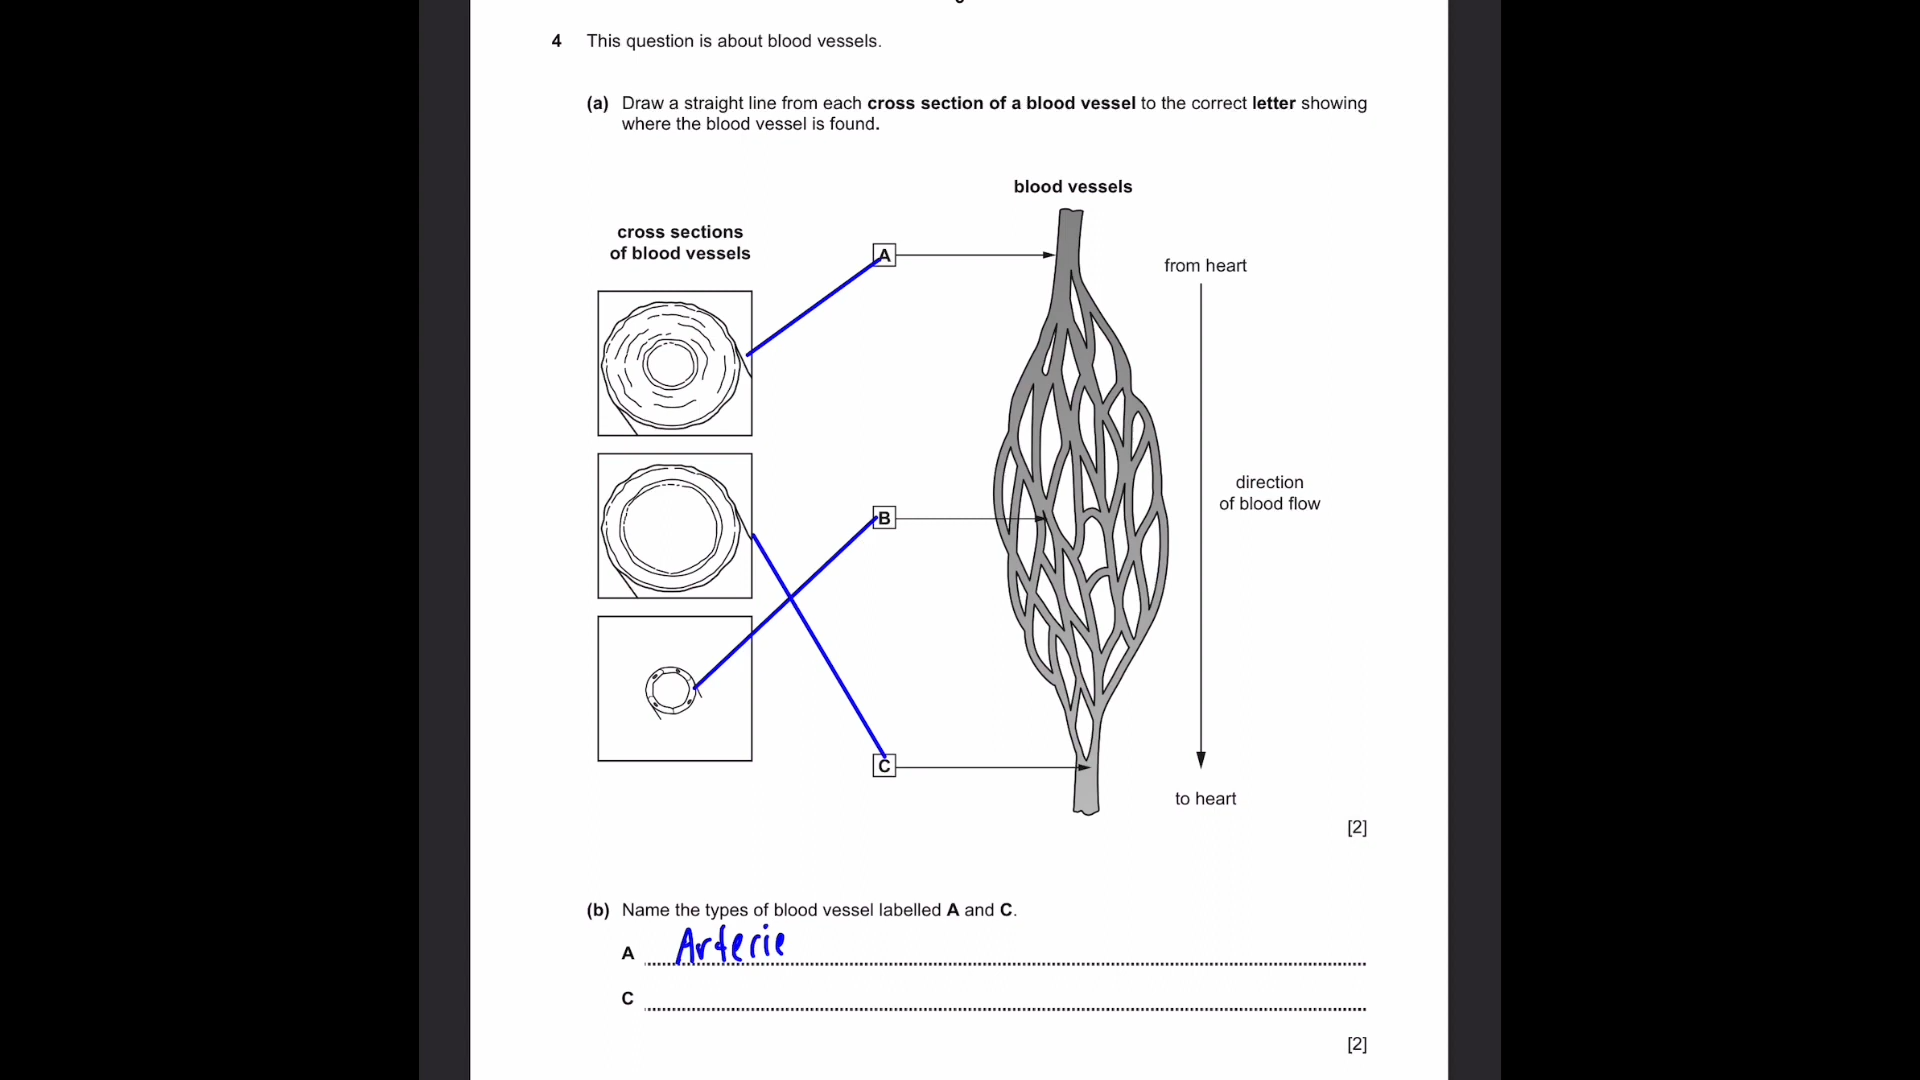 4 This question is about blood vessels.
(a) Draw a straight line from each cross section of a blood vessel to the correct letter showing
where the blood vessel is found.
blood vessels
cross sections
of blood vessels
A
from heart
B
direction
of blood flow
C
to heart
[2]
(b) Name the types of blood vessel labelled A and C.
A Arterie
C
[2]